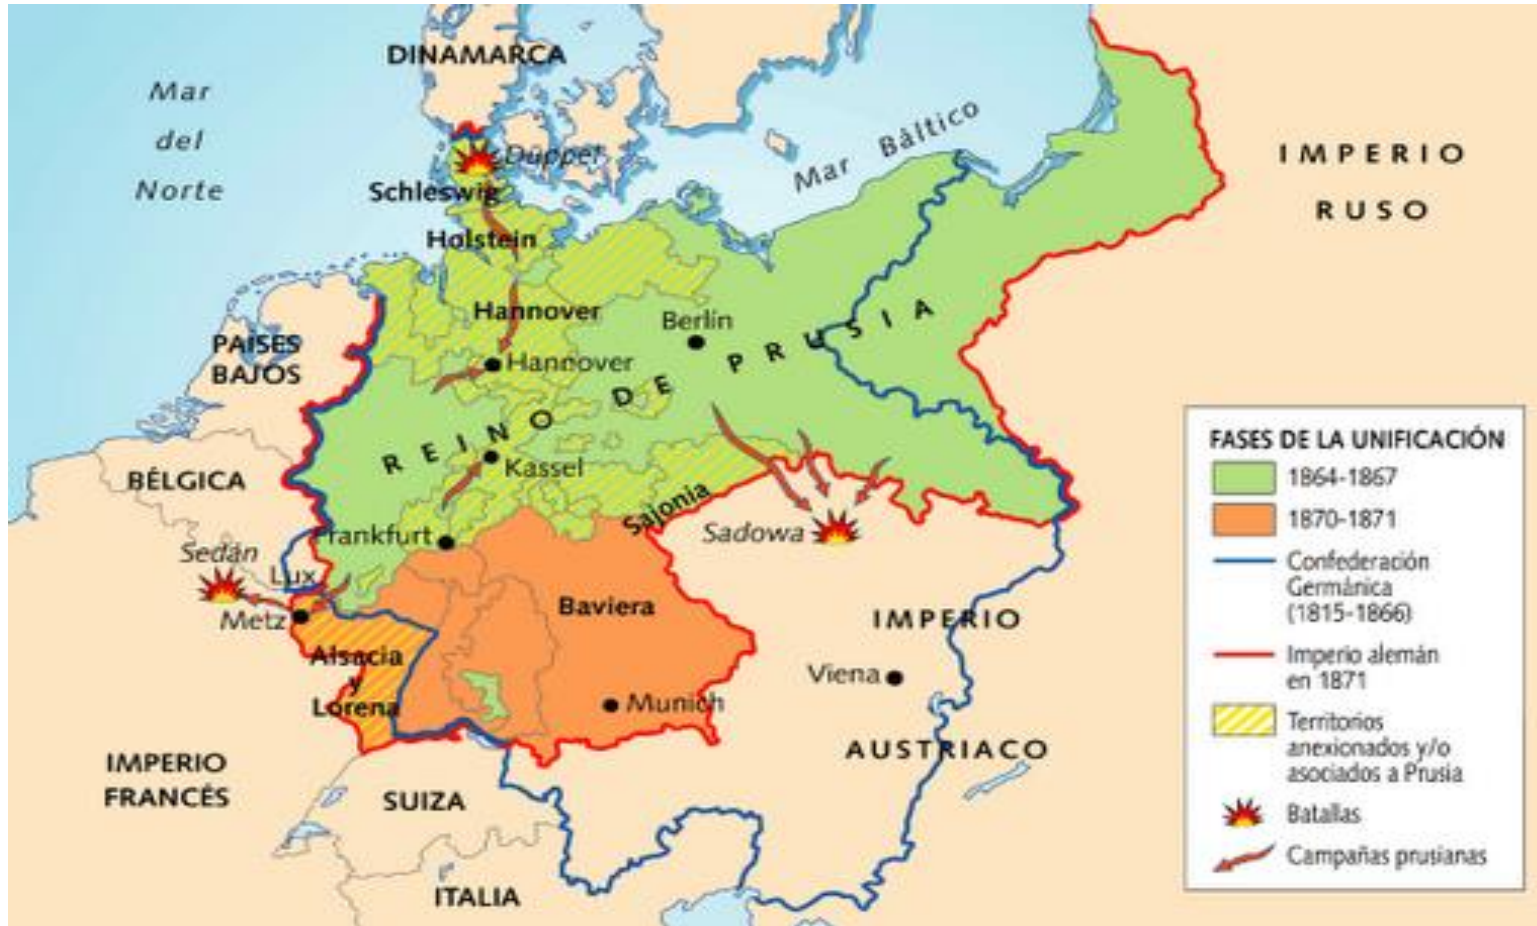 DINAMARCA
Mar
del
Norte
Düppel
Schleswig
Holstein
Mar Báltico
IMPERIO
RUSO
Hannover
Berlín
PAÍSES
BAJOS
Hannover
REINO DE PRUSIA
Kassel
BÉLGICA
Sajonia
Frankfurt
Sadowa
Sedán
Lux
Metz
Baviera
IMPERIO
Alsacia
y
Lorena
Viena
Munich
AUSTRIACO
IMPERIO
FRANCÉS
SUIZA
ITALIA
FASES DE LA UNIFICACIÓN
1864-1867
1870-1871
Confederación
Germánica
(1815-1866)
Imperio alemán
en 1871
Territorios
anexionados y/o
asociados a Prusia
Batallas
Campañas prusianas